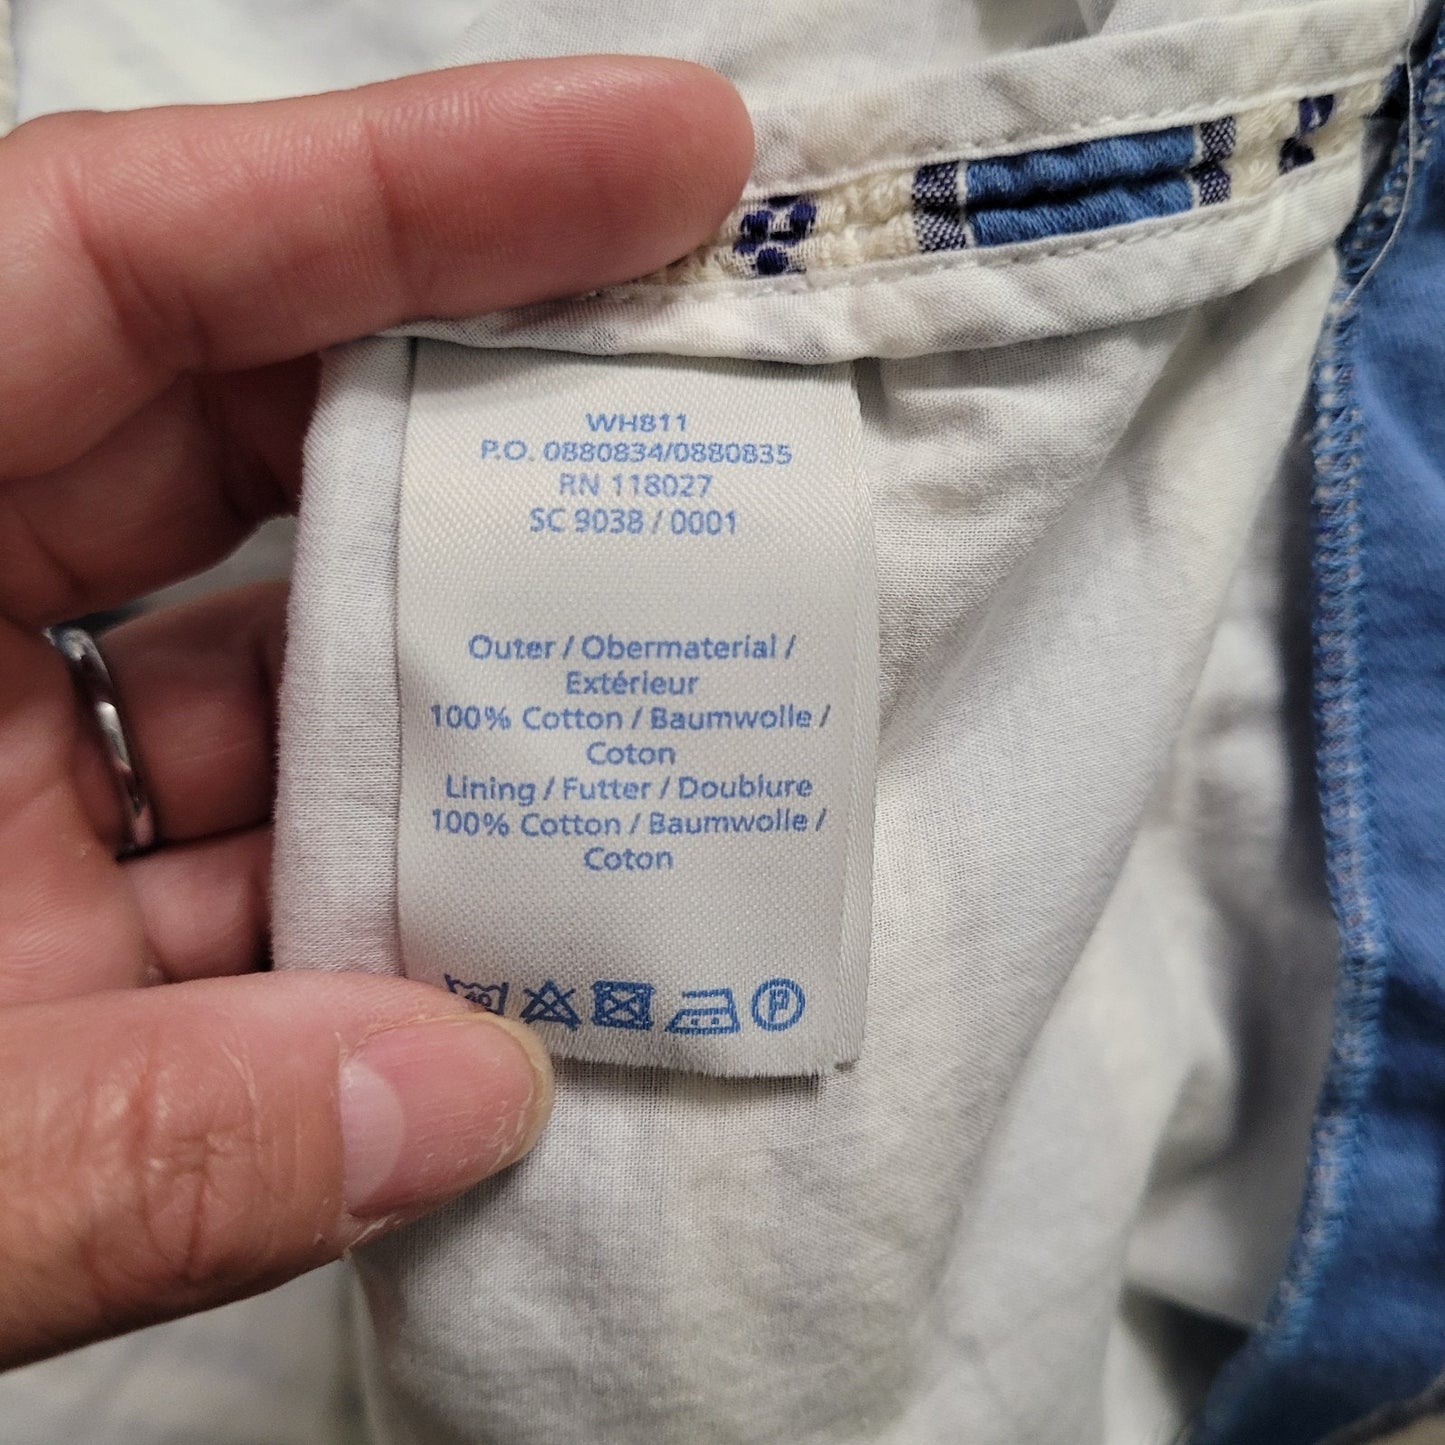 WH811
P.O. 0880834/0880835
RN 118027
SC 9038 / 0001
Outer / Obermaterial /
Extérieur
100% Cotton / Baumwolle /
Coton
Lining / Futter / Doublure
100% Cotton / Baumwolle /
Coton
40 P